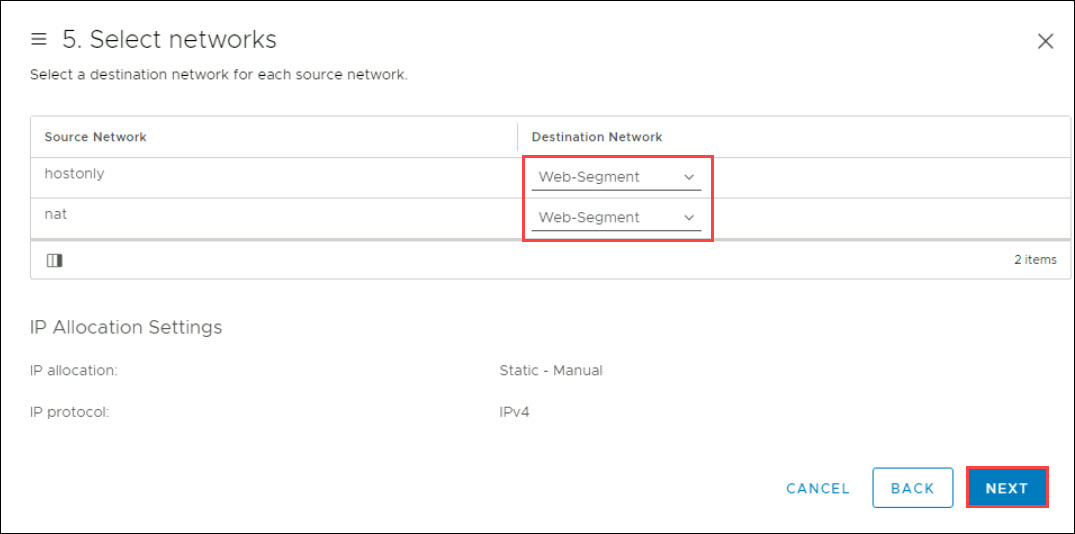 5. Select networks
Select a destination network for each source network.
Source Network Destination Network
hostonly Web-Segment
nat Web-Segment
2 items
IP Allocation Settings
IP allocation: Static - Manual
IP protocol: IPv4
CANCEL BACK NEXT